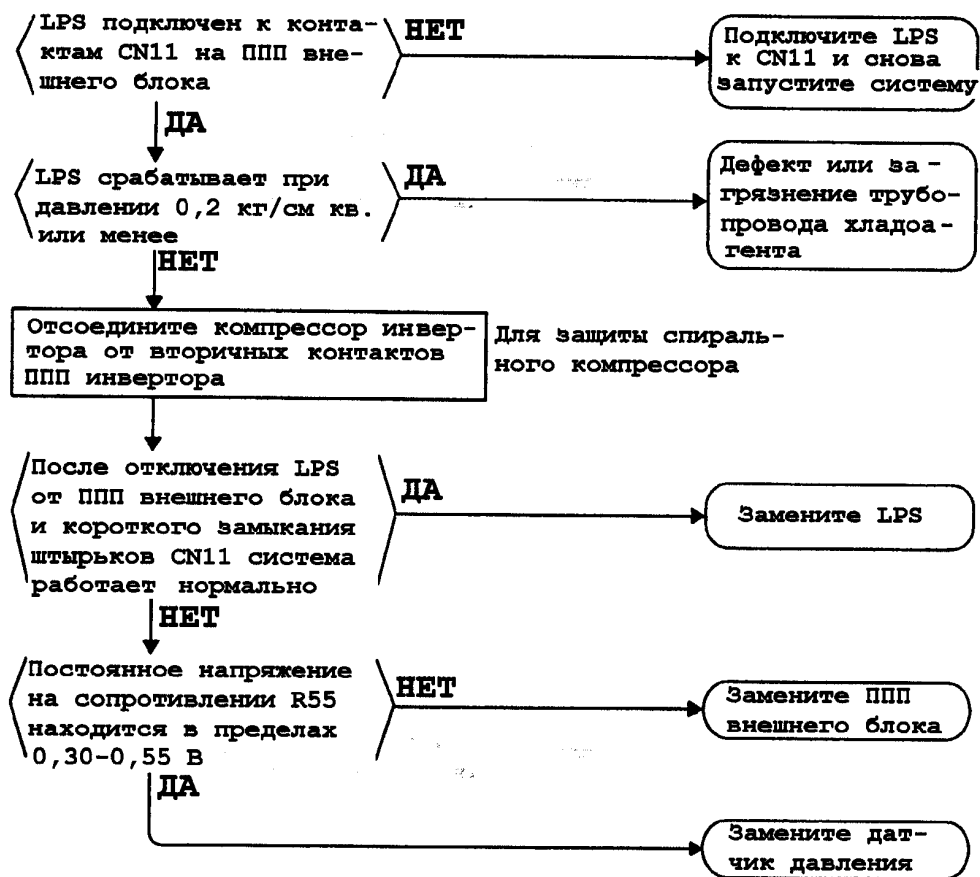 LPS подключен к конта-
ктам CN11 на ППП вне-
шнего блока
НЕТ
Подключите LPS
к CN11 и снова
запустите систему
ДА
LPS срабатывает при
давлении 0,2 кг/см кв.
или менее
ДА
Дефект или за-
грязнение трубо-
провода хладоа-
гента
НЕТ
Отсоедините компрессор инвер-
тора от вторичных контактов
ППП инвертора
Для защиты спираль-
ного компрессора
После отключения LPS
от ППП внешнего блока
и короткого замыкания
штырьков CN11 система
работает нормально
ДА
Замените LPS
НЕТ
Постоянное напряжение
на сопротивлении R55
находится в пределах
0,30-0,55 В
НЕТ
Замените ППП
внешнего блока
ДА
Замените дат-
чик давления